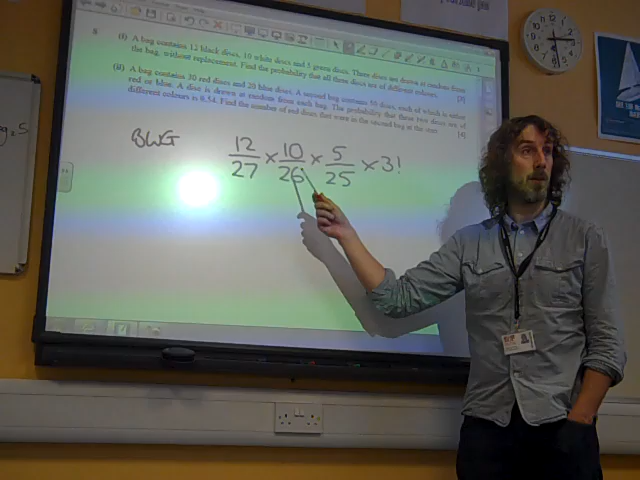 8 (i) A bag contains 12 black discs, 10 white discs and 5 green discs. Three discs are drawn at random from
the bag, without replacement. Find the probability that all three discs are of different colours. [3]
(ii) A bag contains 30 red discs and 20 blue discs. A second bag contains 50 discs, each of which is either
red or blue. A disc is drawn at random from each bag. The probability that these two discs are of
different colours is 0.54. Find the number of red discs that were in the second bag at the start. [4]
BWG 12/27 × 10/26 × 5/25 × 3!